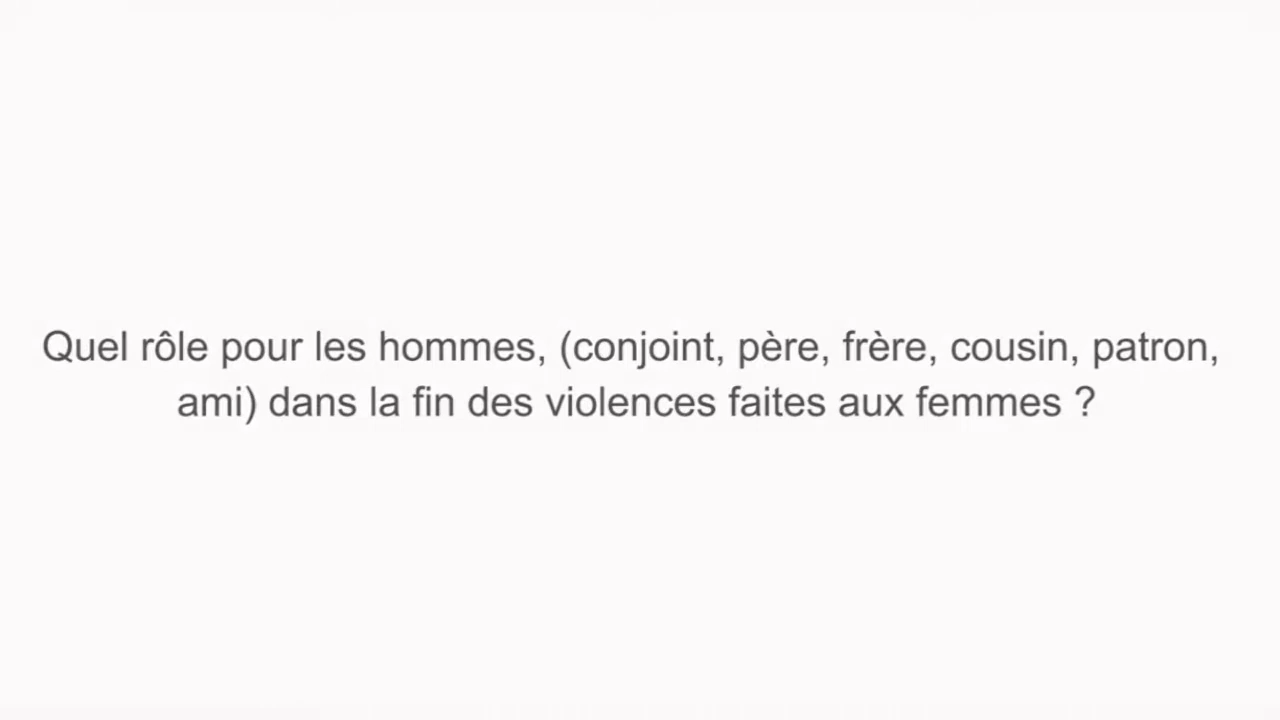 Quel rôle pour les hommes, (conjoint, père, frère, cousin, patron,
ami) dans la fin des violences faites aux femmes ?